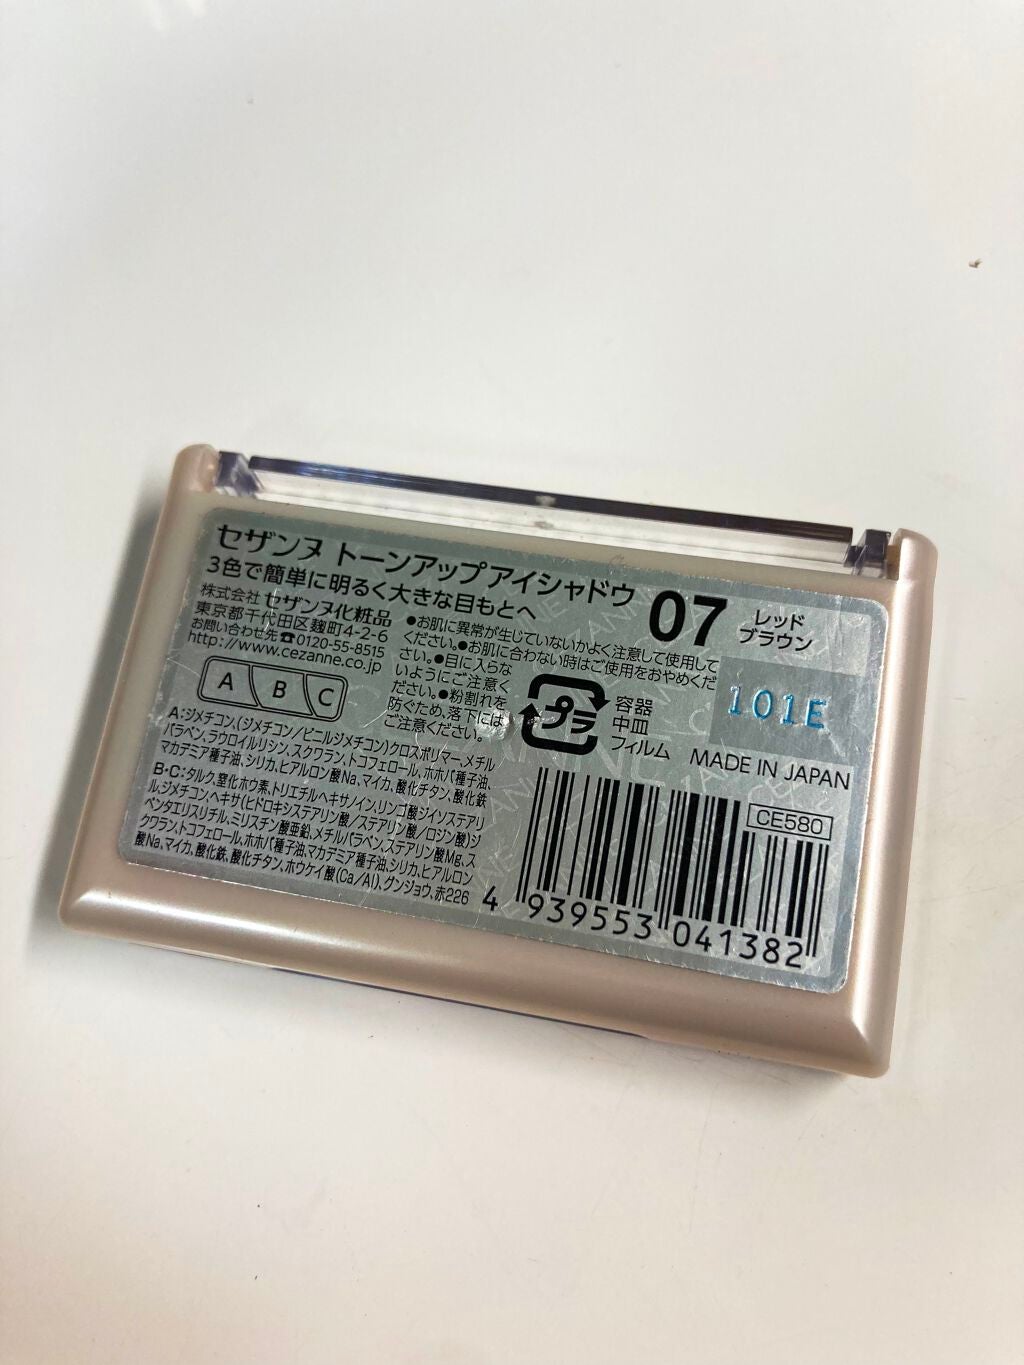 セザンヌ トーンアップアイシャドウ
3色で簡単に明るく大きな目もとへ
07
レッド
ブラウン
株式会社 セザンヌ化粧品
東京都千代田区麹町4-2-6
お問い合わせ先☎0120-55-8515
http://www.cezanne.co.jp
●お肌に異常が生じていないかよく注意して使用して
ください。●お肌に合わない時はご使用をおやめくだ
さい。●目に入らな
いようにご注意く
ださい。●粉割れを
防ぐため、落下には
ご注意ください。
A B C
プラ
容器
中皿
フィルム
101E
MADE IN JAPAN
A:ジメチコン、(ジメチコン/ビニルジメチコン)クロスポリマー、メチル
パラベン、ラウロイルリシン、スクワラン、トコフェロール、ホホバ種子油、
マカデミア種子油、シリカ、ヒアルロン酸Na、マイカ、酸化チタン、酸化鉄
B・C:タルク、窒化ホウ素、トリエチルヘキサノイン、リンゴ酸ジイソステアリ
ル、ジメチコン、ヘキサ(ヒドロキシステアリン酸/ステアリン酸/ロジン酸)ジ
ペンタエリスリチル、ミリスチン酸亜鉛、メチルパラベン、ステアリン酸Mg、ス
クワラン、トコフェロール、ホホバ種子油、マカデミア種子油、シリカ、ヒアルロン
酸Na、マイカ、酸化鉄、酸化チタン、ホウケイ酸(Ca/Al)、グンジョウ、赤226
CE580
4 939553 041382